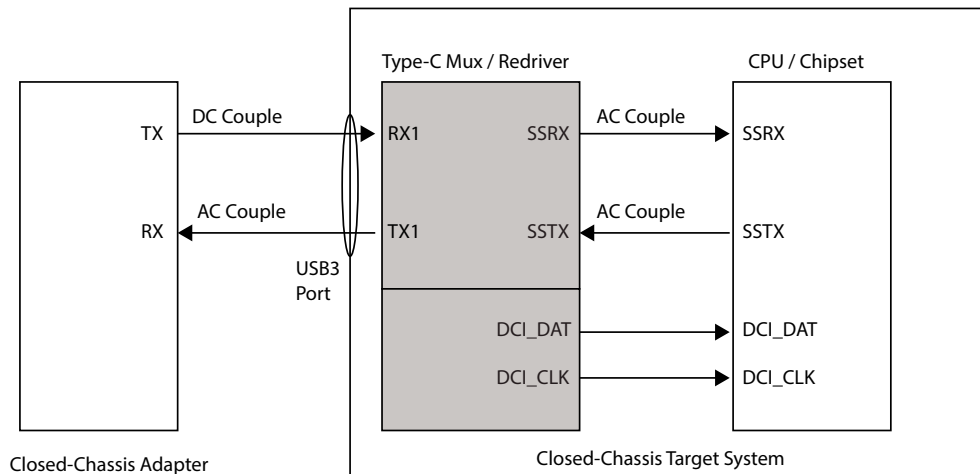 Type-C Mux / Redriver
CPU / Chipset
TX
DC Couple
RX1
SSRX
AC Couple
SSRX
RX
AC Couple
TX1
SSTX
AC Couple
SSTX
USB3
Port
DCI_DAT
DCI_DAT
DCI_CLK
DCI_CLK
Closed-Chassis Adapter
Closed-Chassis Target System